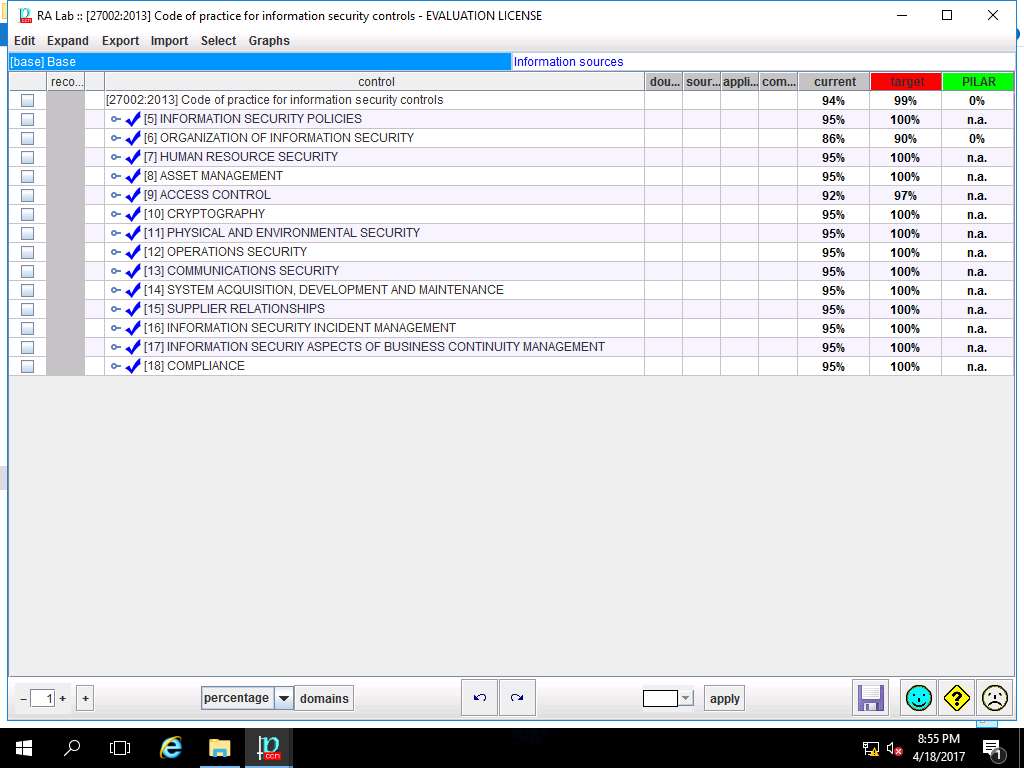 RA Lab :: [27002:2013] Code of practice for information security controls - EVALUATION LICENSE
Edit Expand Export Import Select Graphs
[base] Base Information sources
reco... control dou... sour... appli... com... current target PILAR
[27002:2013] Code of practice for information security controls 94% 99% 0%
[5] INFORMATION SECURITY POLICIES 95% 100% n.a.
[6] ORGANIZATION OF INFORMATION SECURITY 86% 90% 0%
[7] HUMAN RESOURCE SECURITY 95% 100% n.a.
[8] ASSET MANAGEMENT 95% 100% n.a.
[9] ACCESS CONTROL 92% 97% n.a.
[10] CRYPTOGRAPHY 95% 100% n.a.
[11] PHYSICAL AND ENVIRONMENTAL SECURITY 95% 100% n.a.
[12] OPERATIONS SECURITY 95% 100% n.a.
[13] COMMUNICATIONS SECURITY 95% 100% n.a.
[14] SYSTEM ACQUISITION, DEVELOPMENT AND MAINTENANCE 95% 100% n.a.
[15] SUPPLIER RELATIONSHIPS 95% 100% n.a.
[16] INFORMATION SECURITY INCIDENT MANAGEMENT 95% 100% n.a.
[17] INFORMATION SECURIY ASPECTS OF BUSINESS CONTINUITY MANAGEMENT 95% 100% n.a.
[18] COMPLIANCE 95% 100% n.a.
– 1 + + percentage domains apply ?
8:55 PM
4/18/2017 1